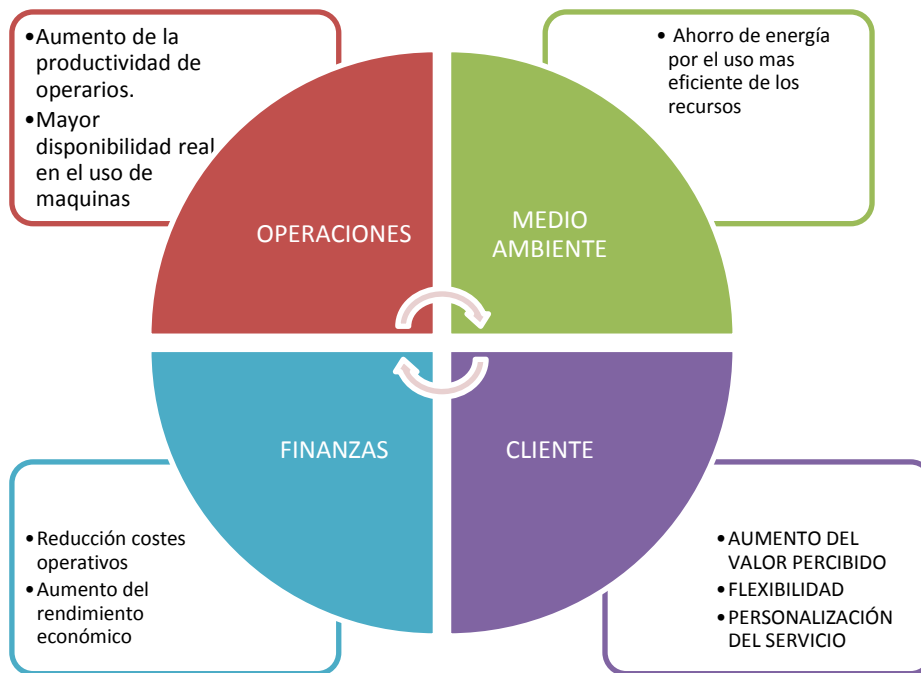 •Aumento de la
productividad de
operarios.
•Mayor
disponibilidad real
en el uso de
maquinas
• Ahorro de energía
por el uso mas
eficiente de los
recursos
OPERACIONES
MEDIO
AMBIENTE
FINANZAS
CLIENTE
•Reducción costes
operativos
•Aumento del
rendimiento
económico
•AUMENTO DEL
VALOR PERCIBIDO
•FLEXIBILIDAD
•PERSONALIZACIÓN
DEL SERVICIO